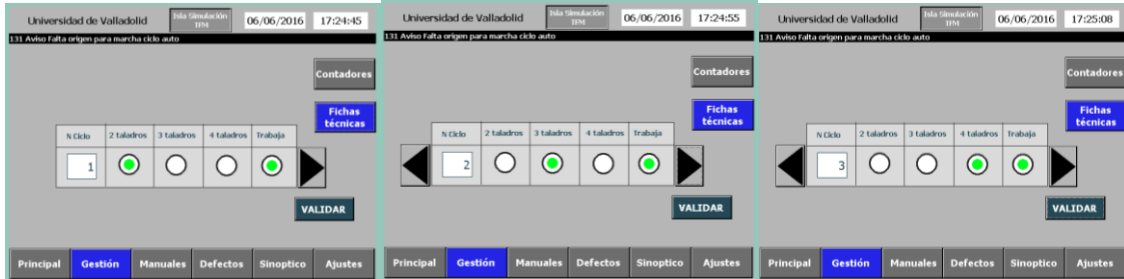 Universidad de Valladolid Isla Simulación TFM 06/06/2016 17:24:45
131 Aviso Falta origen para marcha ciclo auto
Contadores
Fichas técnicas
N Ciclo 2 taladros 3 taladros 4 taladros Trabaja
1
VALIDAR
Principal Gestión Manuales Defectos Sinoptico Ajustes
Universidad de Valladolid Isla Simulación TFM 06/06/2016 17:24:55
131 Aviso Falta origen para marcha ciclo auto
Contadores
Fichas técnicas
N Ciclo 2 taladros 3 taladros 4 taladros Trabaja
2
VALIDAR
Principal Gestión Manuales Defectos Sinoptico Ajustes
Universidad de Valladolid Isla Simulación TFM 06/06/2016 17:25:08
131 Aviso Falta origen para marcha ciclo auto
Contadores
Fichas técnicas
N Ciclo 2 taladros 3 taladros 4 taladros Trabaja
3
VALIDAR
Principal Gestión Manuales Defectos Sinoptico Ajustes